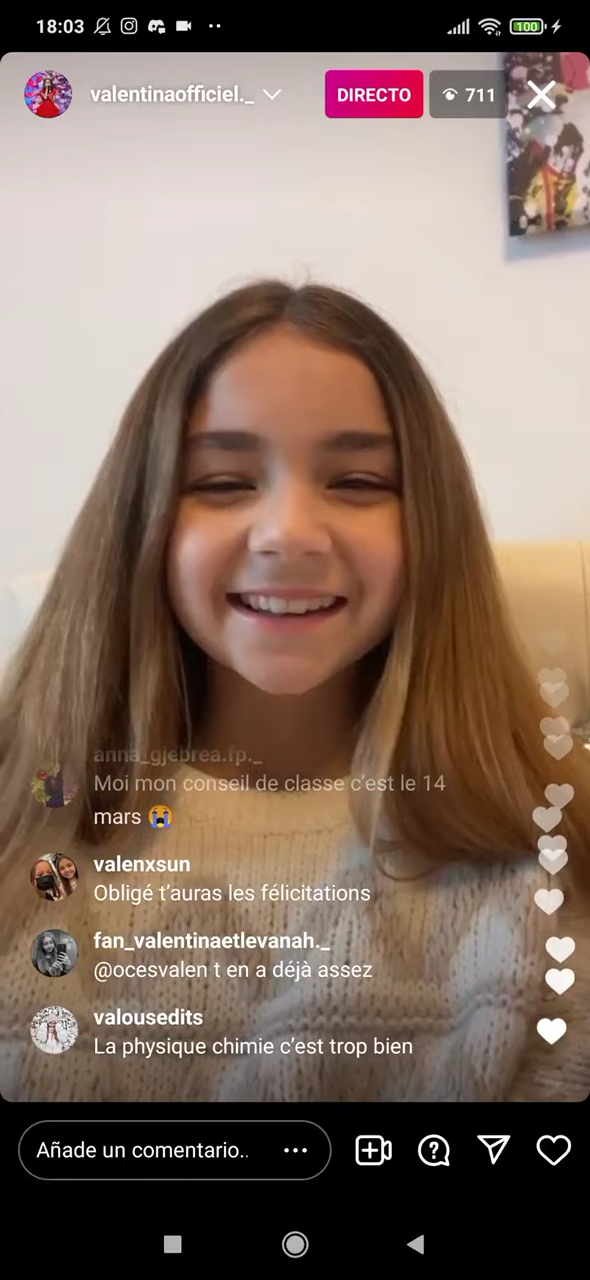 18:03
100
valentinaofficiel._
DIRECTO
711
anna_gjebrea.fp._
Moi mon conseil de classe c’est le 14
mars 😭
valenxsun
Obligé t’auras les félicitations
fan_valentinaetlevanah._
@ocesvalen t en a déjà assez
valousedits
La physique chimie c’est trop bien
Añade un comentario..